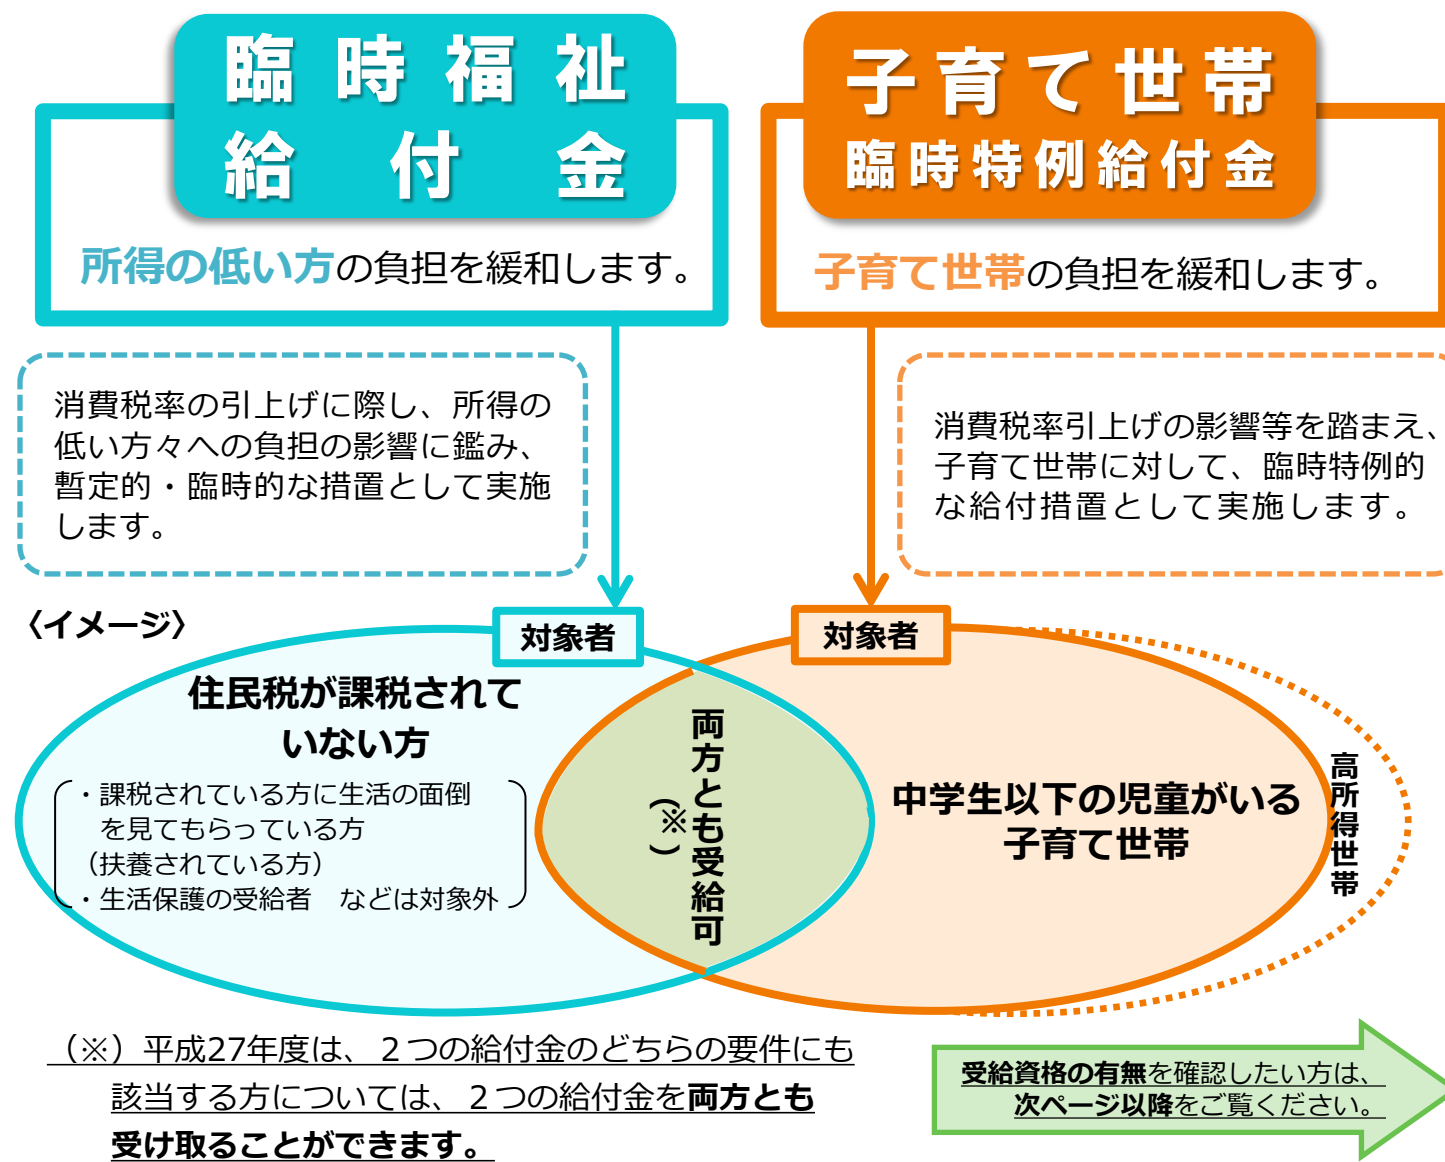 臨時福祉
給付金
所得の低い方の負担を緩和します。
消費税率の引上げに際し、所得の
低い方々への負担の影響に鑑み、
暫定的・臨時的な措置として実施
します。
子育て世帯
臨時特例給付金
子育て世帯の負担を緩和します。
消費税率引上げの影響等を踏まえ、
子育て世帯に対して、臨時特例的
な給付措置として実施します。
〈イメージ〉
対象者
住民税が課税されて
いない方
・課税されている方に生活の面倒
を見てもらっている方
（扶養されている方）
・生活保護の受給者　などは対象外
両方とも受給可
（※）
対象者
中学生以下の児童がいる
子育て世帯
高所得世帯
（※）平成27年度は、２つの給付金のどちらの要件にも
該当する方については、２つの給付金を両方とも
受け取ることができます。
受給資格の有無を確認したい方は、
次ページ以降をご覧ください。